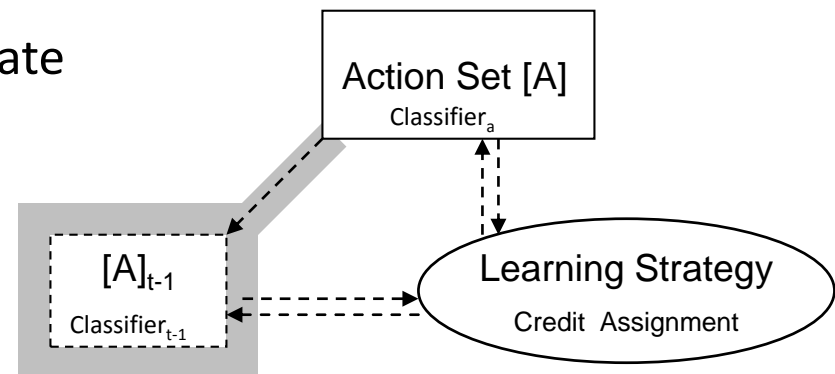 ate
Action Set [A]
Classifierₐ
[A]t-1
Classifiert-1
Learning Strategy
Credit Assignment